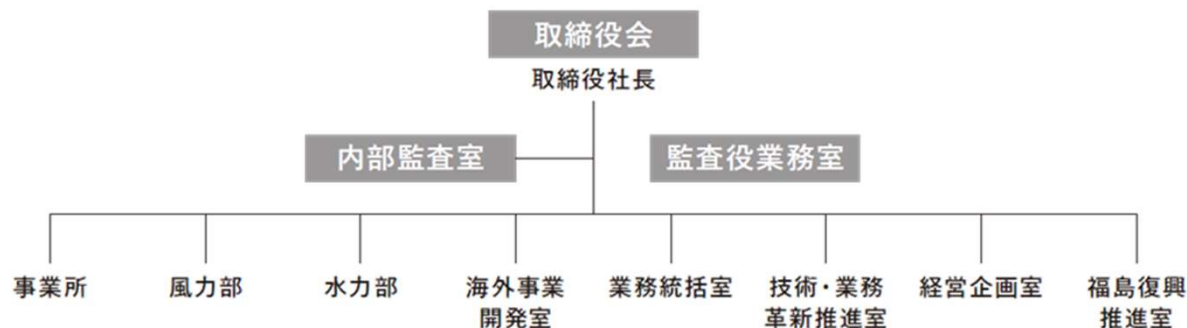 取締役会
取締役社長
内部監査室
監査役業務室
事業所
風力部
水力部
海外事業
開発室
業務統括室
技術・業務
革新推進室
経営企画室
福島復興
推進室